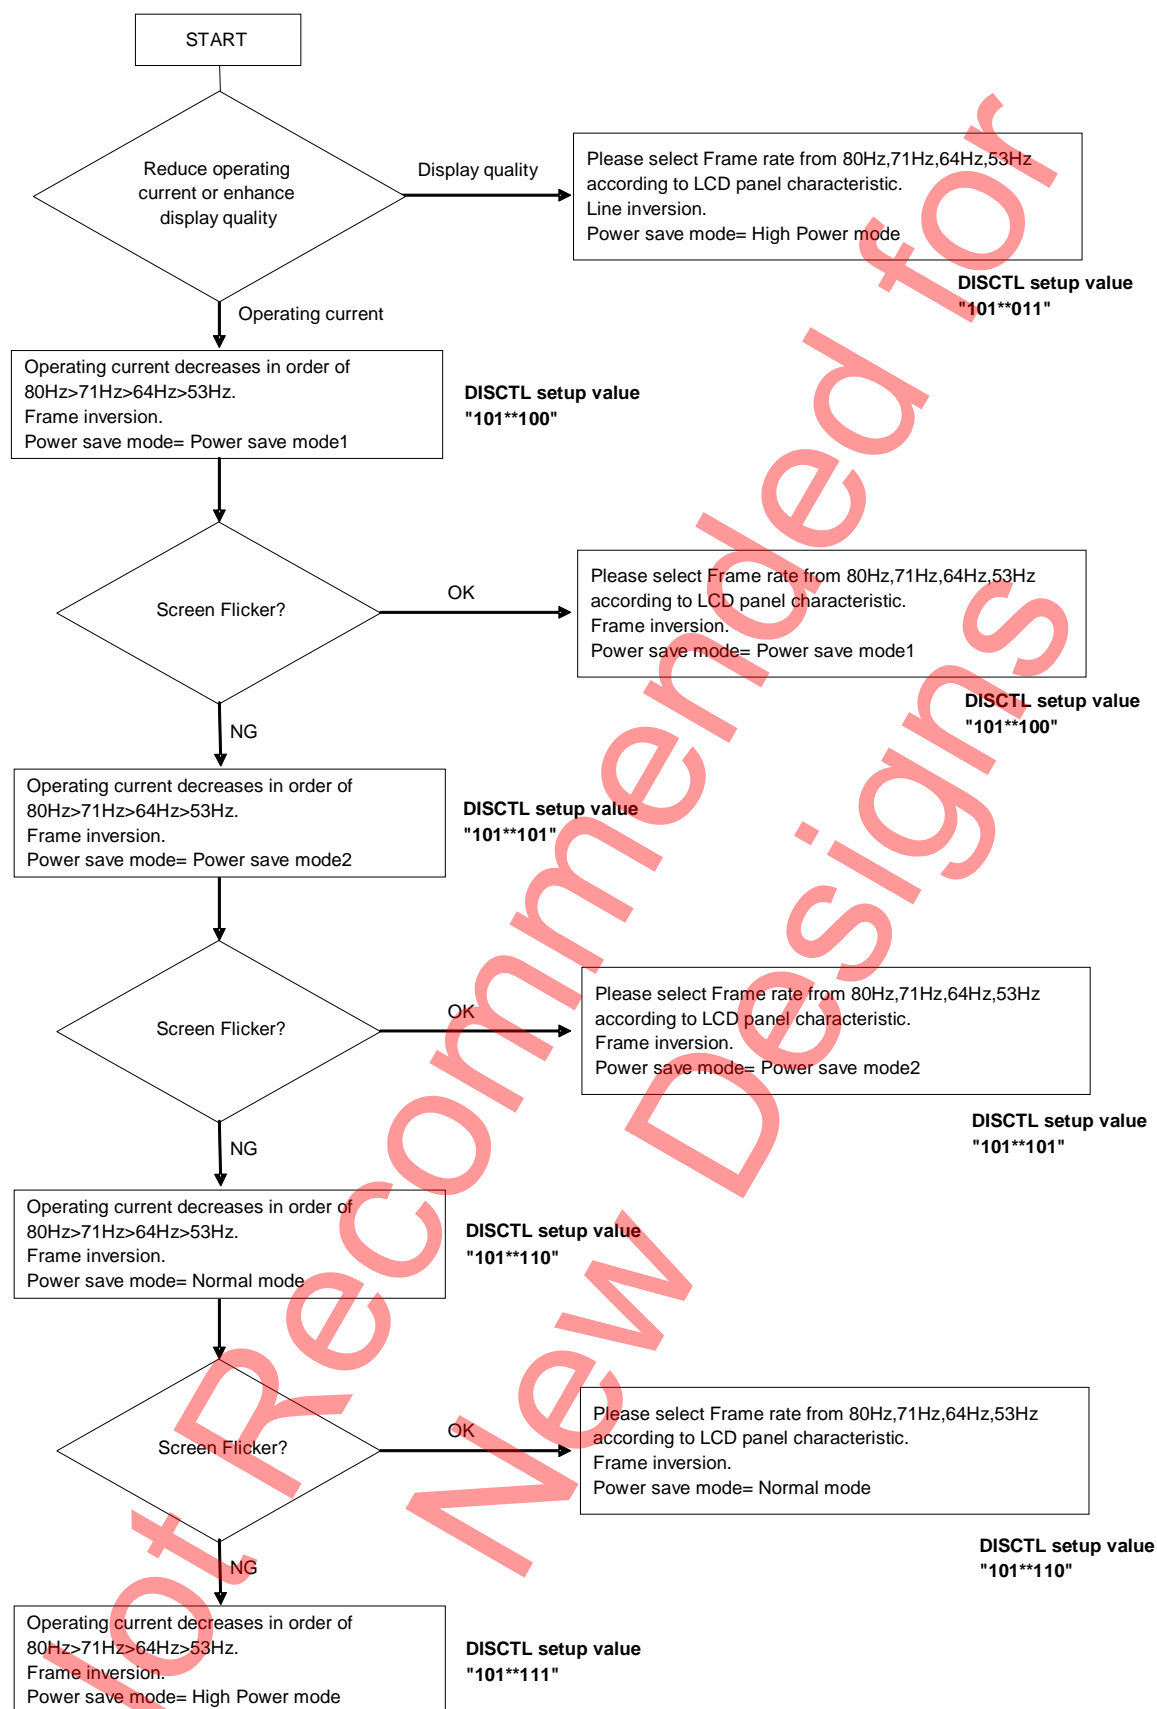 START
Reduce operating
current or enhance
display quality
Display quality
Please select Frame rate from 80Hz,71Hz,64Hz,53Hz
according to LCD panel characteristic.
Line inversion.
Power save mode= High Power mode
DISCTL setup value
"101**011"
Operating current
Operating current decreases in order of
80Hz>71Hz>64Hz>53Hz.
Frame inversion.
Power save mode= Power save mode1
DISCTL setup value
"101**100"
Screen Flicker?
OK
Please select Frame rate from 80Hz,71Hz,64Hz,53Hz
according to LCD panel characteristic.
Frame inversion.
Power save mode= Power save mode1
DISCTL setup value
"101**100"
NG
Operating current decreases in order of
80Hz>71Hz>64Hz>53Hz.
Frame inversion.
Power save mode= Power save mode2
DISCTL setup value
"101**101"
Screen Flicker?
OK
Please select Frame rate from 80Hz,71Hz,64Hz,53Hz
according to LCD panel characteristic.
Frame inversion.
Power save mode= Power save mode2
DISCTL setup value
"101**101"
NG
Operating current decreases in order of
80Hz>71Hz>64Hz>53Hz.
Frame inversion.
Power save mode= Normal mode
DISCTL setup value
"101**110"
Screen Flicker?
OK
Please select Frame rate from 80Hz,71Hz,64Hz,53Hz
according to LCD panel characteristic.
Frame inversion.
Power save mode= Normal mode
DISCTL setup value
"101**110"
NG
Operating current decreases in order of
80Hz>71Hz>64Hz>53Hz.
Frame inversion.
Power save mode= High Power mode
DISCTL setup value
"101**111"
Not Recommended for
New Designs